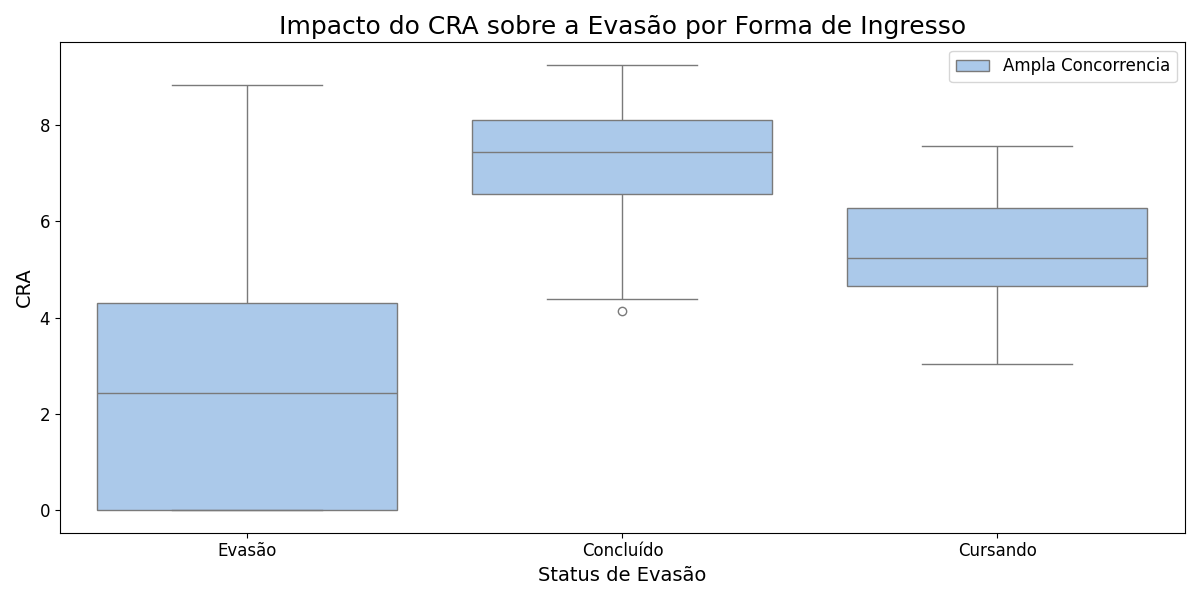 Impacto do CRA sobre a Evasão por Forma de Ingresso
Ampla Concorrencia
CRA
8
6
4
2
0
Evasão
Concluído
Cursando
Status de Evasão